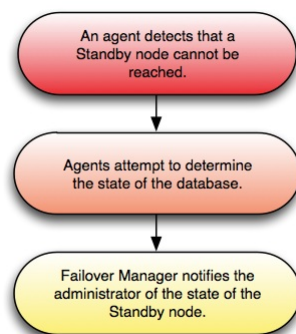 An agent detects that a
Standby node cannot be
reached.
Agents attempt to determine
the state of the database.
Failover Manager notifies the
administrator of the state of the
Standby node.